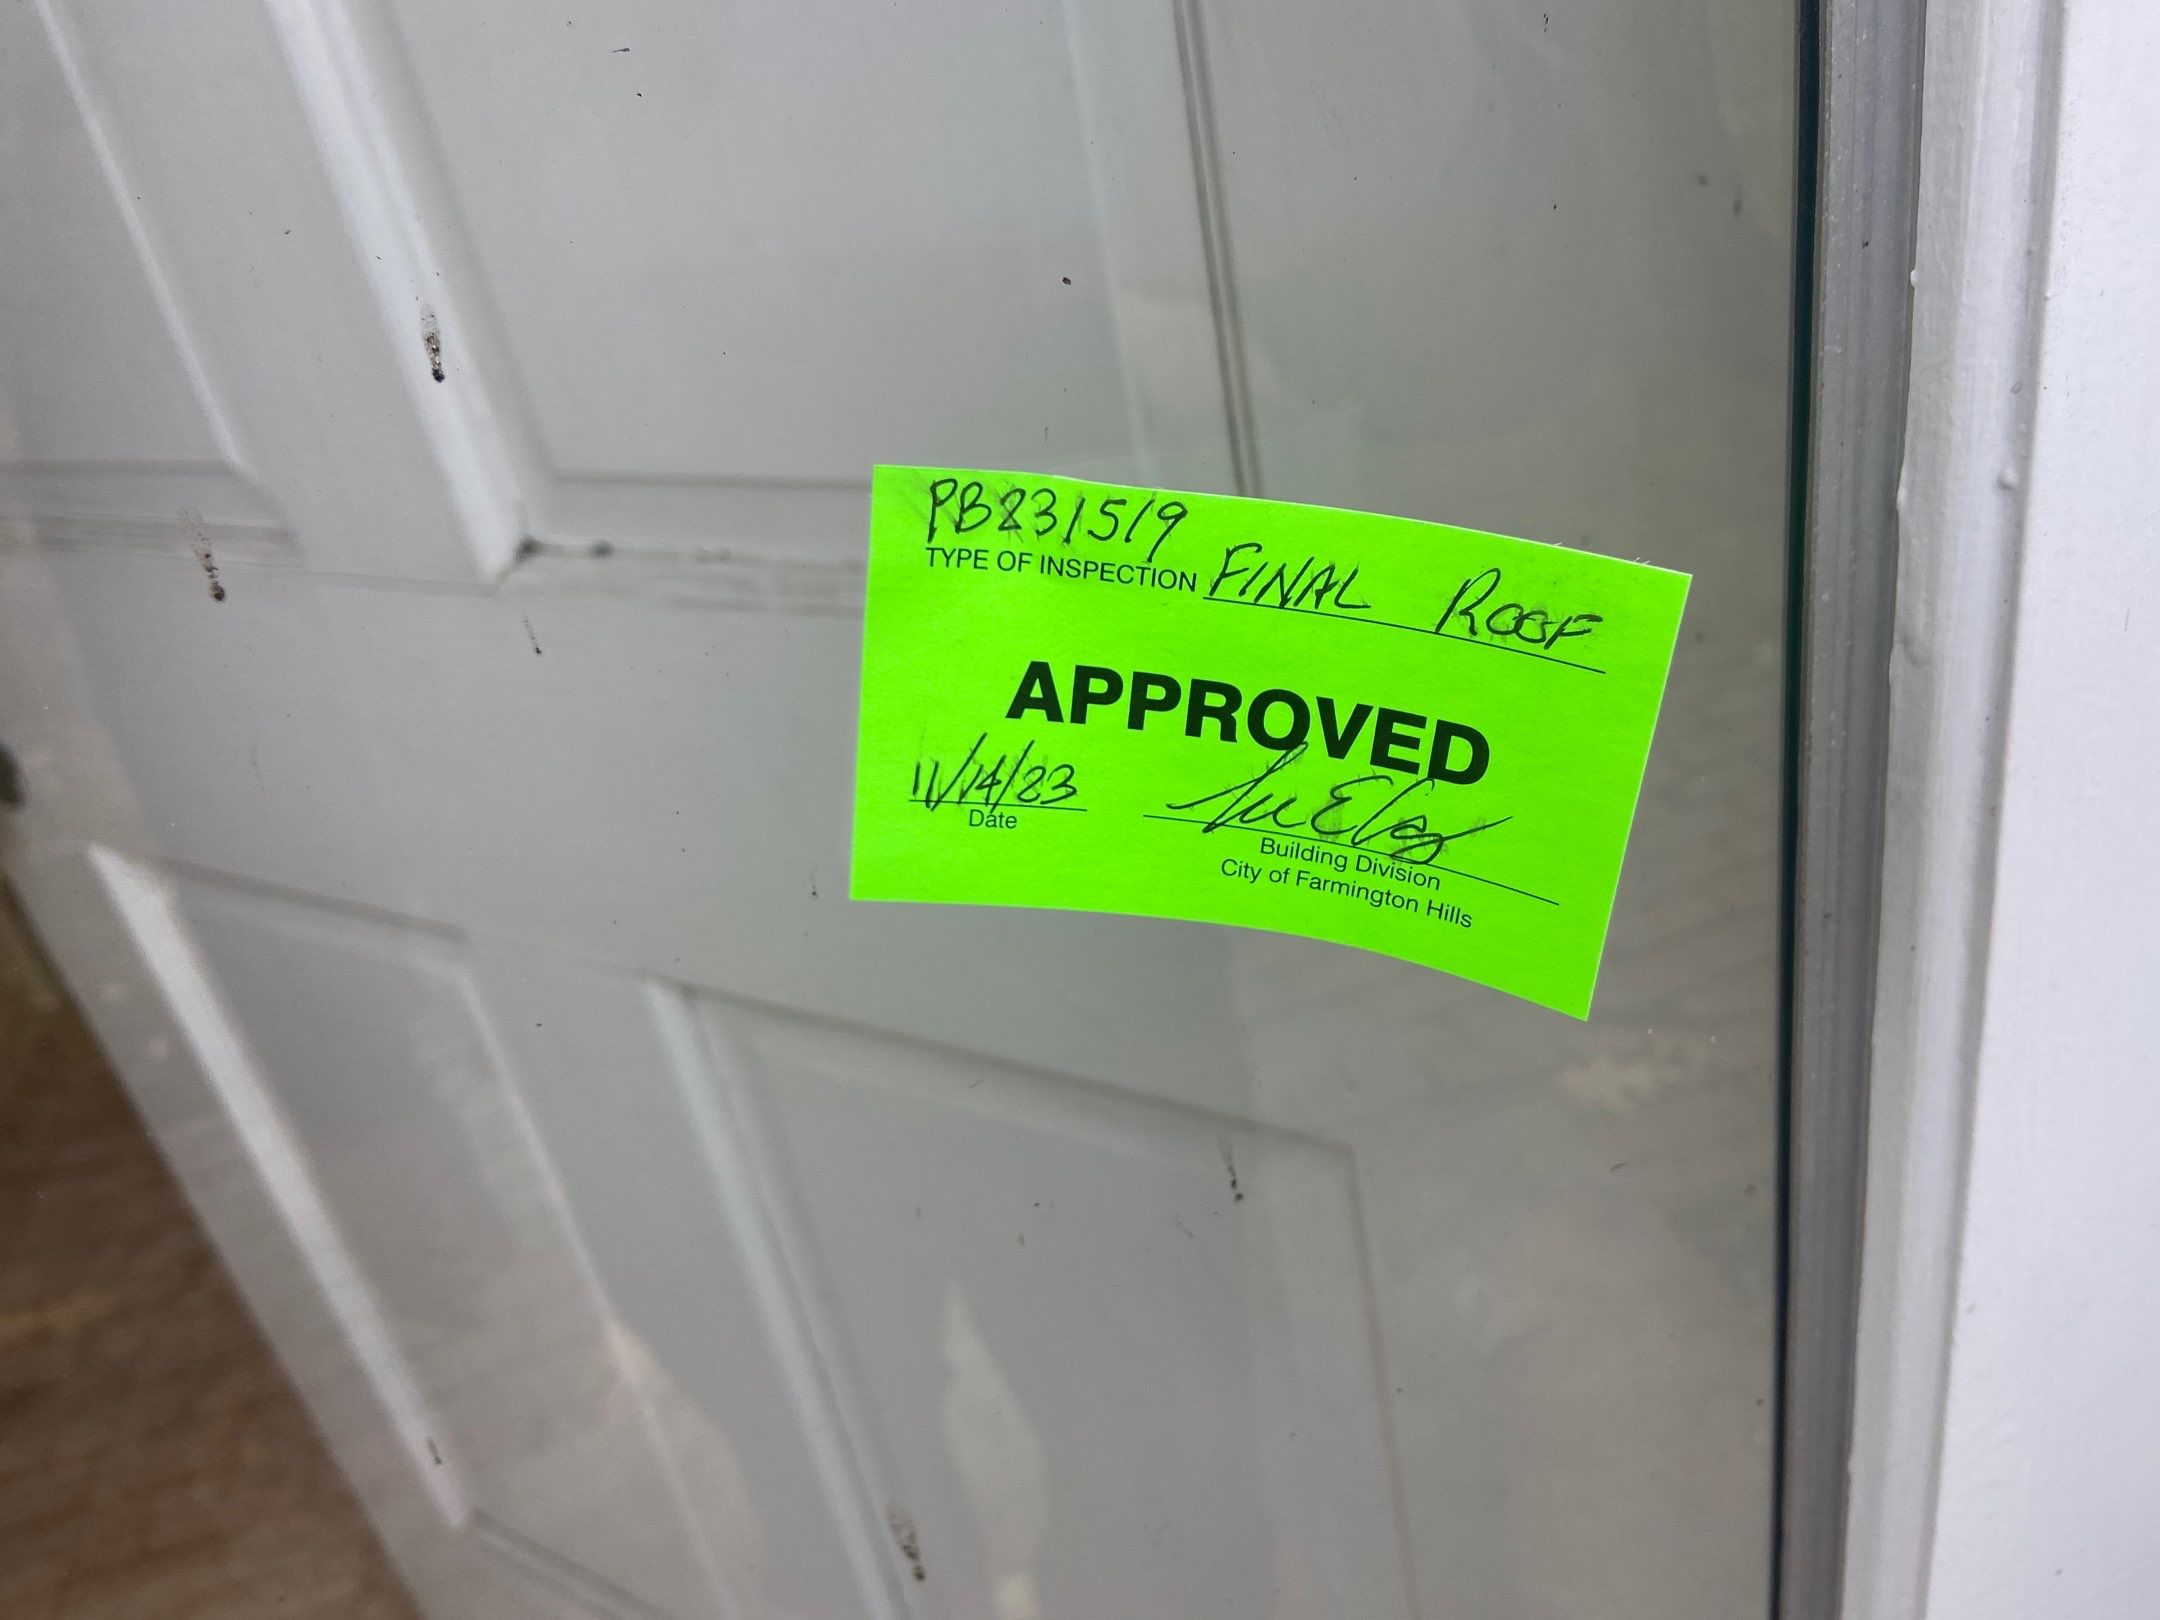 PB231519
TYPE OF INSPECTION FINAL ROOF
APPROVED
11/14/23
Date
Building Division
City of Farmington Hills